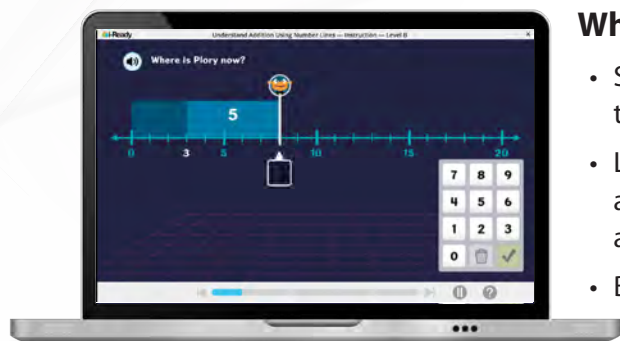 i-Ready
Understand Addition Using Number Lines — Instruction — Level B
Where is Plory now?
5
0 3 5 10 15 20
7 8 9
4 5 6
1 2 3
0
?
Wh
• S
t
• L
a
a
• E